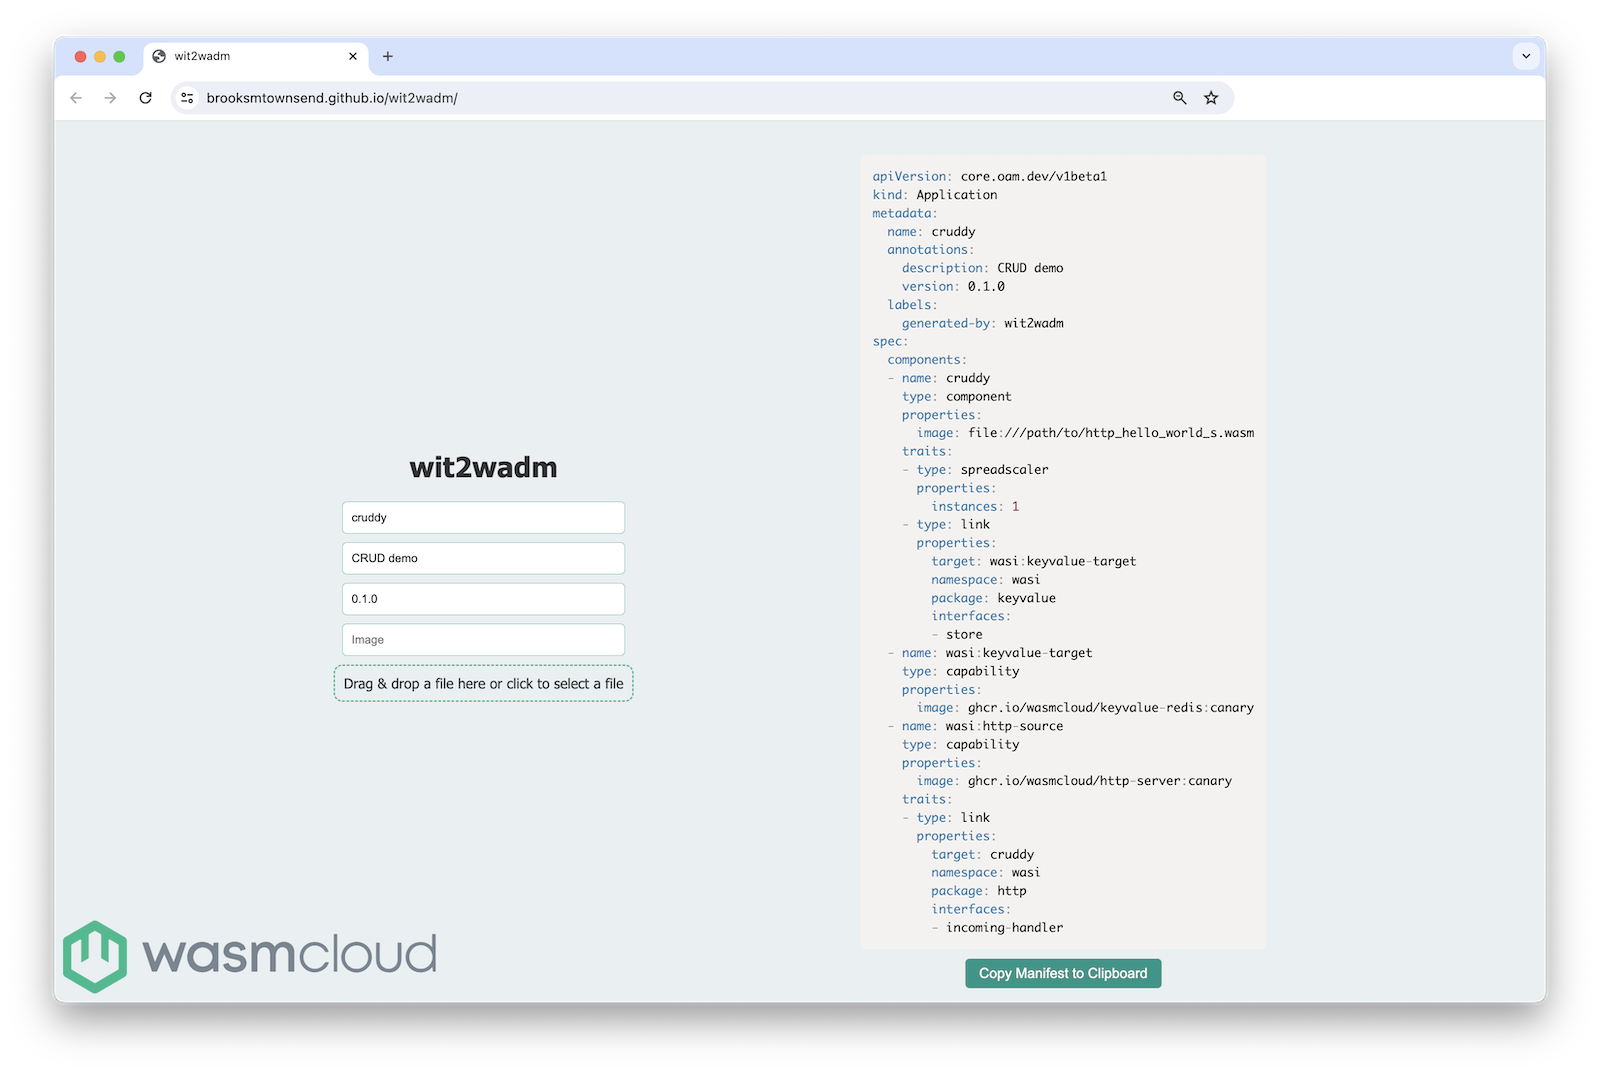 wit2wadm
brooksmtownsend.github.io/wit2wadm/
wit2wadm
cruddy
CRUD demo
0.1.0
Image
Drag & drop a file here or click to select a file
wasmcloud
apiVersion: core.oam.dev/v1beta1
kind: Application
metadata:
  name: cruddy
  annotations:
    description: CRUD demo
    version: 0.1.0
  labels:
    generated-by: wit2wadm
spec:
  components:
  - name: cruddy
    type: component
    properties:
      image: file:///path/to/http_hello_world_s.wasm
    traits:
    - type: spreadscaler
      properties:
        instances: 1
    - type: link
      properties:
        target: wasi:keyvalue-target
        namespace: wasi
        package: keyvalue
        interfaces:
        - store
  - name: wasi:keyvalue-target
    type: capability
    properties:
      image: ghcr.io/wasmcloud/keyvalue-redis:canary
  - name: wasi:http-source
    type: capability
    properties:
      image: ghcr.io/wasmcloud/http-server:canary
    traits:
    - type: link
      properties:
        target: cruddy
        namespace: wasi
        package: http
        interfaces:
        - incoming-handler
Copy Manifest to Clipboard